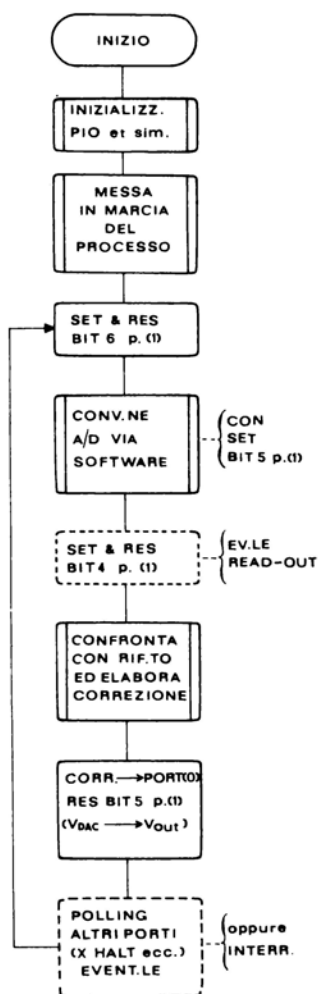 INIZIO
INIZIALIZZ.
PIO et sim.
MESSA
IN MARCIA
DEL
PROCESSO
SET & RES
BIT 6 p.(1)
CONV.NE
A/D VIA
SOFTWARE
CON
SET
BIT 5 p.(1)
SET & RES
BIT4 p. (1)
EV.LE
READ-OUT
CONFRONTA
CON RIF.TO
ED ELABORA
CORREZIONE
CORR.→PORT(0)
RES BIT 5 p.(1)
(VDAC → Vout)
POLLING
ALTRI PORTI
(X HALT ecc.)
EVENT.LE
oppure
INTERR.